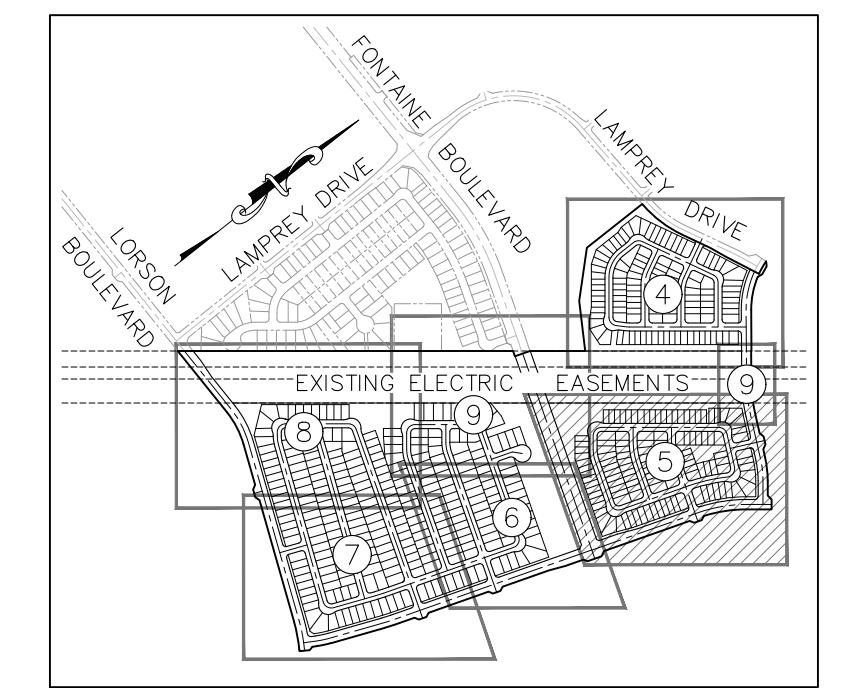 FONTAINE
BOULEVARD
LAMPREY
DRIVE
LAMPREY DRIVE
LORSON
BOULEVARD
4
EXISTING ELECTRIC EASEMENTS
9
8
9
5
6
7